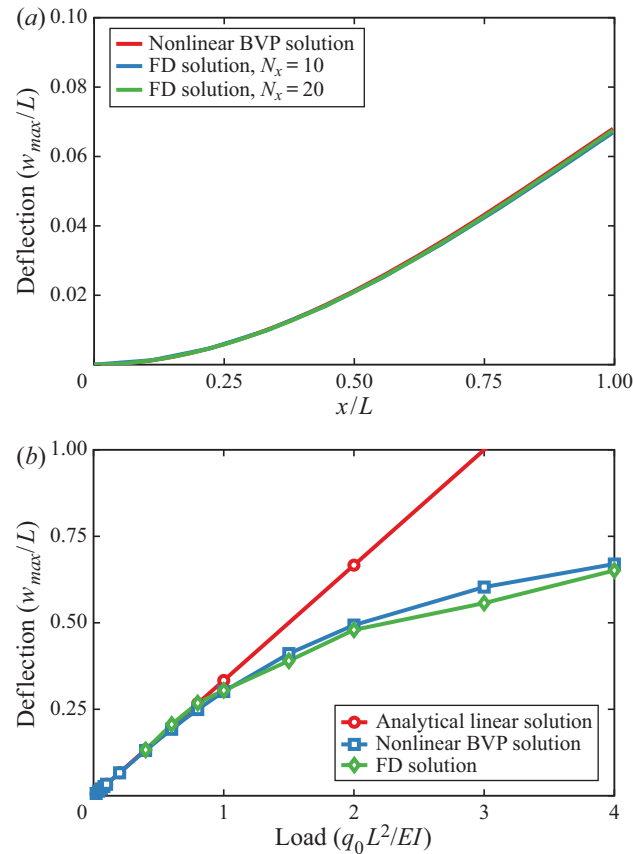 (a)
0.10
0.08
0.06
0.04
0.02
Deflection (w_max/L)
Nonlinear BVP solution
FD solution, N_x = 10
FD solution, N_x = 20
0
0.25
0.50
0.75
1.00
x/L
(b)
1.00
0.75
0.50
0.25
Deflection (w_max/L)
Analytical linear solution
Nonlinear BVP solution
FD solution
0
1
2
3
4
Load (q₀L²/EI)